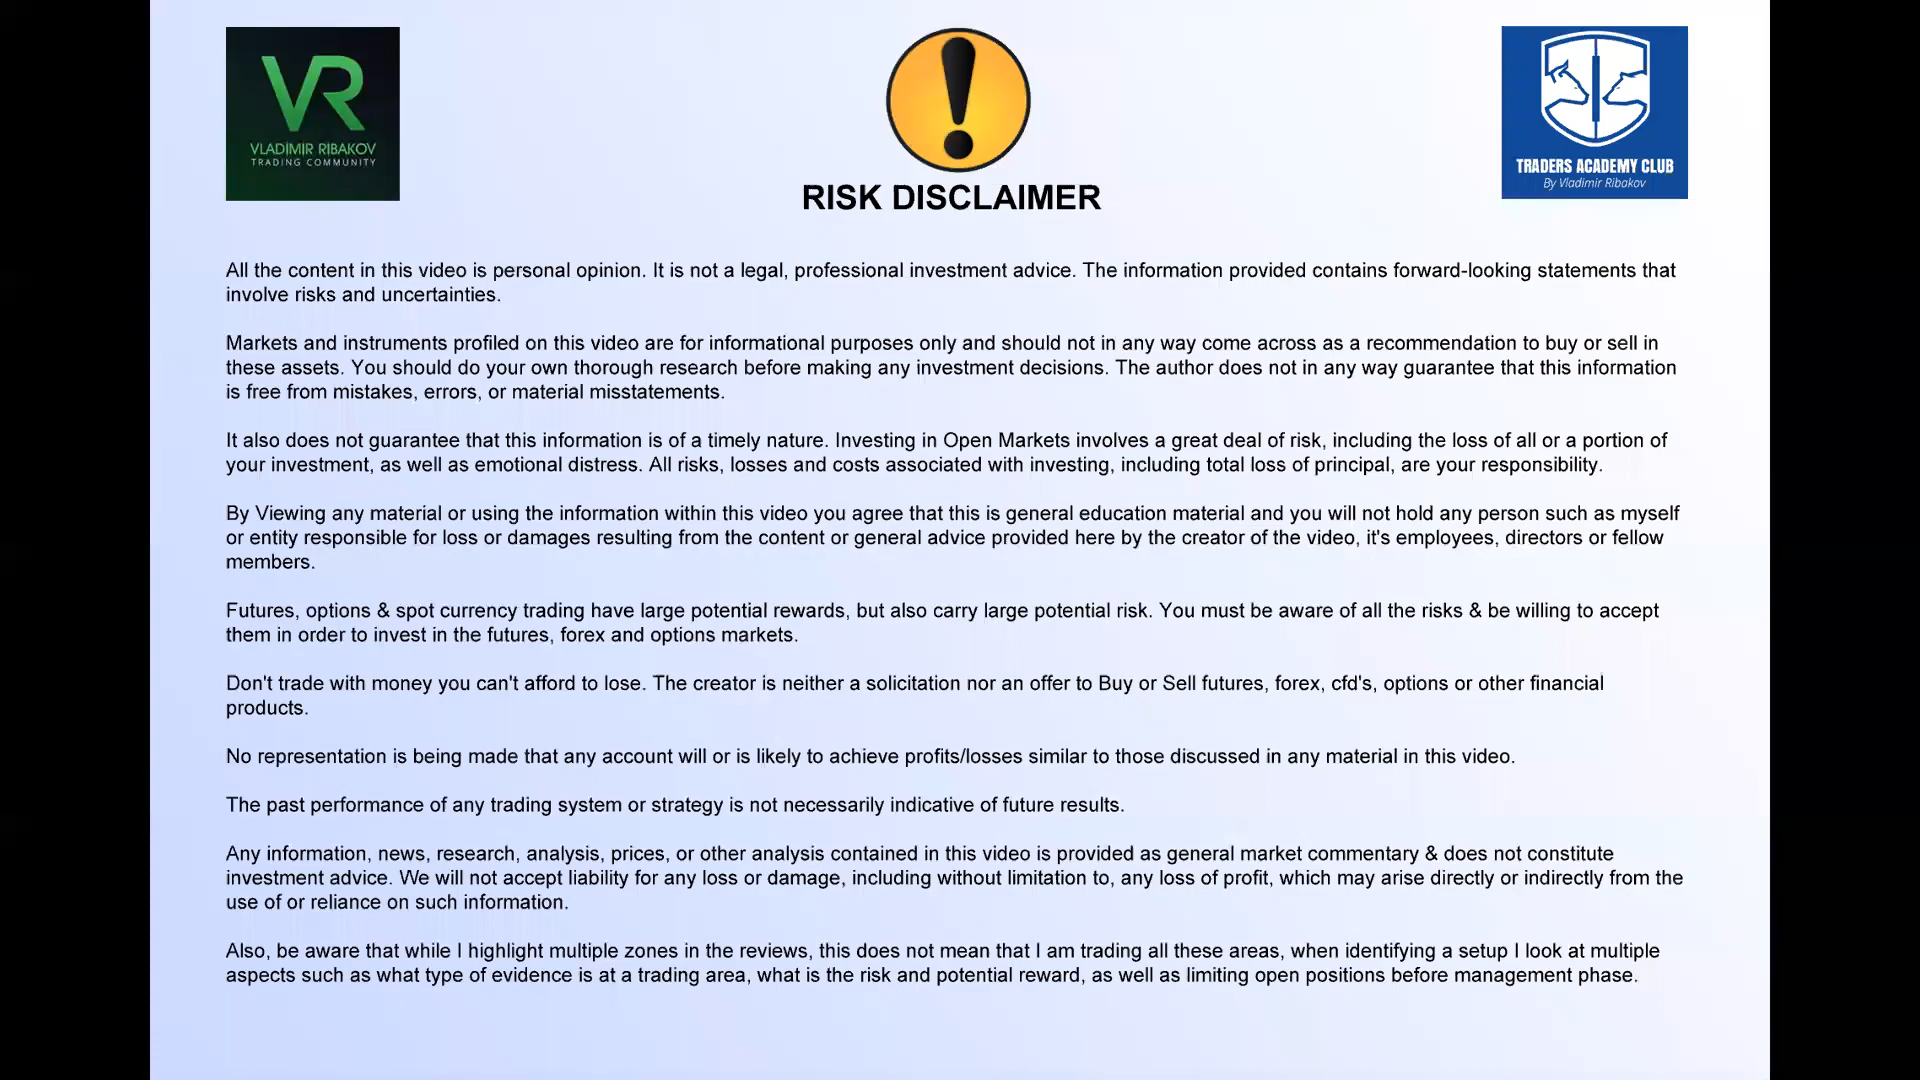 VR
VLADIMIR RIBAKOV
TRADING COMMUNITY
TRADERS ACADEMY CLUB
By Vladimir Ribakov
RISK DISCLAIMER
All the content in this video is personal opinion. It is not a legal, professional investment advice. The information provided contains forward-looking statements that
involve risks and uncertainties.
Markets and instruments profiled on this video are for informational purposes only and should not in any way come across as a recommendation to buy or sell in
these assets. You should do your own thorough research before making any investment decisions. The author does not in any way guarantee that this information
is free from mistakes, errors, or material misstatements.
It also does not guarantee that this information is of a timely nature. Investing in Open Markets involves a great deal of risk, including the loss of all or a portion of
your investment, as well as emotional distress. All risks, losses and costs associated with investing, including total loss of principal, are your responsibility.
By Viewing any material or using the information within this video you agree that this is general education material and you will not hold any person such as myself
or entity responsible for loss or damages resulting from the content or general advice provided here by the creator of the video, it's employees, directors or fellow
members.
Futures, options & spot currency trading have large potential rewards, but also carry large potential risk. You must be aware of all the risks & be willing to accept
them in order to invest in the futures, forex and options markets.
Don't trade with money you can't afford to lose. The creator is neither a solicitation nor an offer to Buy or Sell futures, forex, cfd's, options or other financial
products.
No representation is being made that any account will or is likely to achieve profits/losses similar to those discussed in any material in this video.
The past performance of any trading system or strategy is not necessarily indicative of future results.
Any information, news, research, analysis, prices, or other analysis contained in this video is provided as general market commentary & does not constitute
investment advice. We will not accept liability for any loss or damage, including without limitation to, any loss of profit, which may arise directly or indirectly from the
use of or reliance on such information.
Also, be aware that while I highlight multiple zones in the reviews, this does not mean that I am trading all these areas, when identifying a setup I look at multiple
aspects such as what type of evidence is at a trading area, what is the risk and potential reward, as well as limiting open positions before management phase.